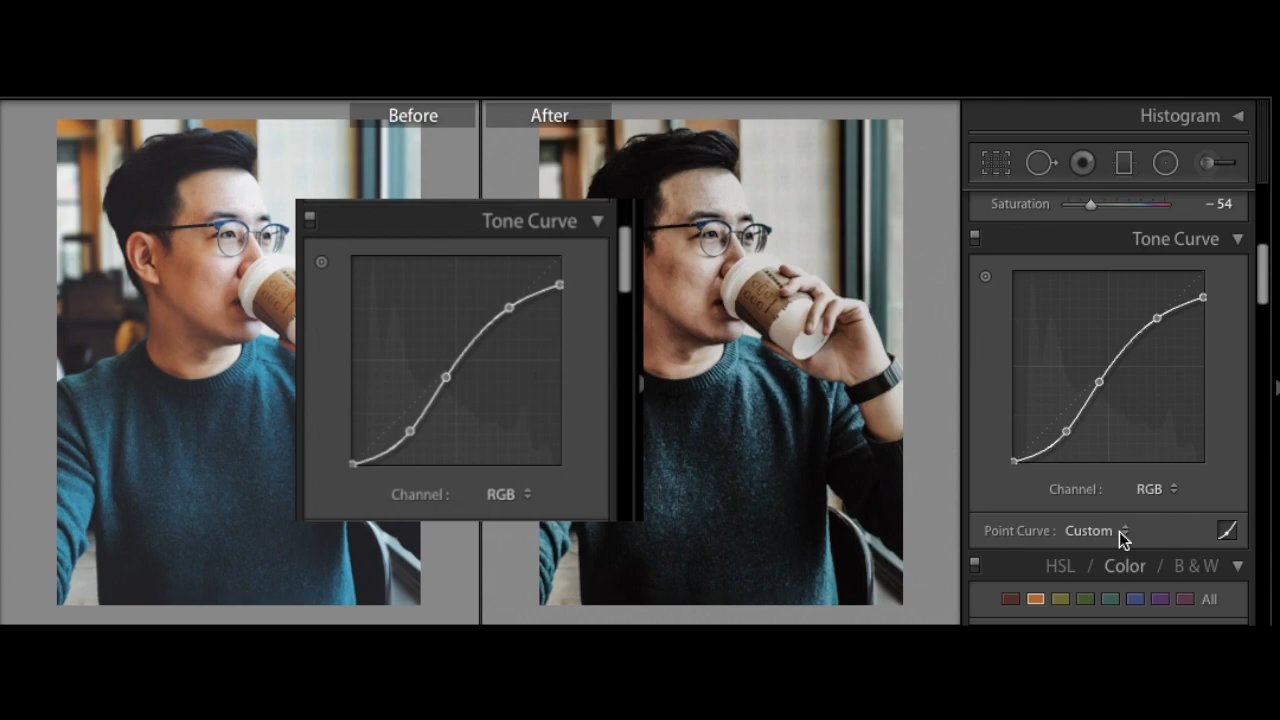 Before
After
Histogram
Saturation
– 54
Tone Curve
Tone Curve
Channel :
RGB
Channel :
RGB
Point Curve :
Custom
HSL / Color / B & W
All